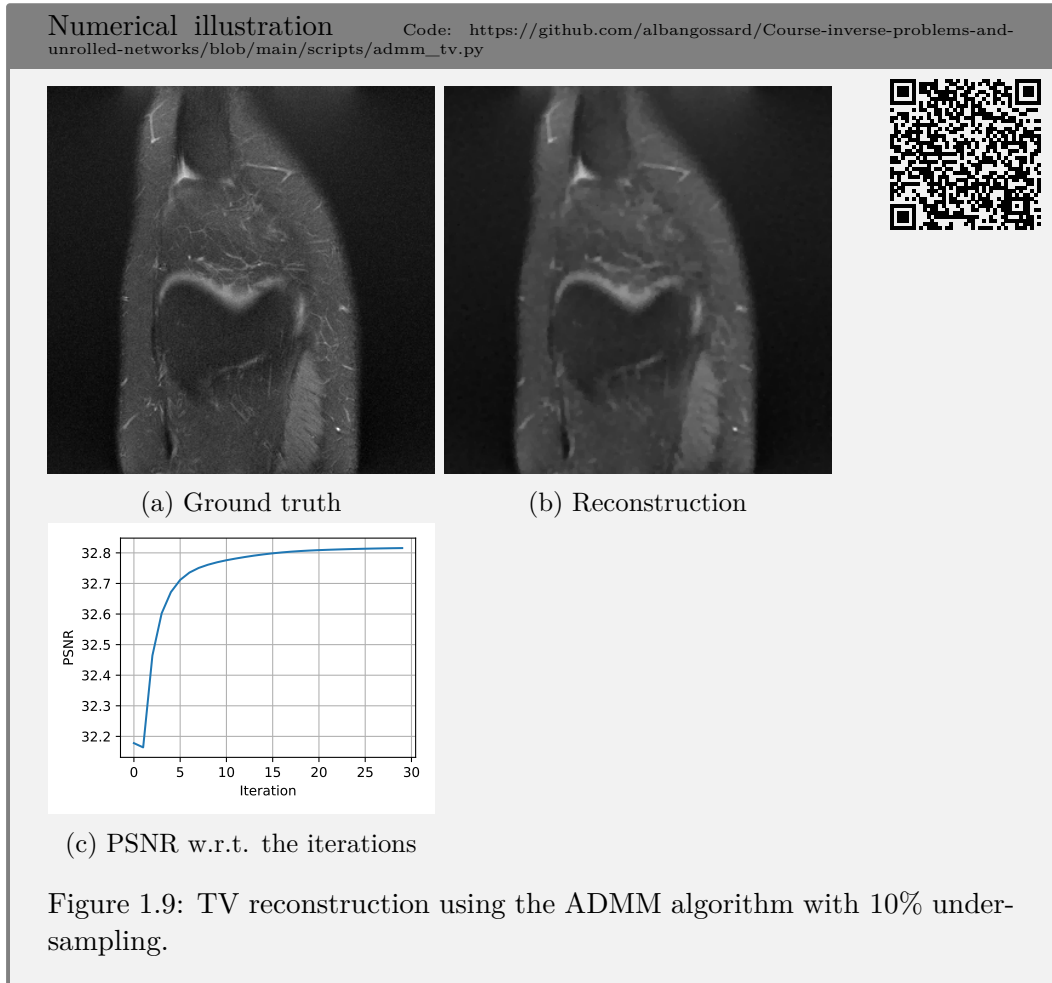 Numerical illustration Code: https://github.com/albangossard/Course-inverse-problems-and-
unrolled-networks/blob/main/scripts/admm_tv.py
(a) Ground truth
(b) Reconstruction
32.8
32.7
32.6
32.5
32.4
32.3
32.2
PSNR
0 5 10 15 20 25 30
Iteration
(c) PSNR w.r.t. the iterations
Figure 1.9: TV reconstruction using the ADMM algorithm with 10% under-
sampling.